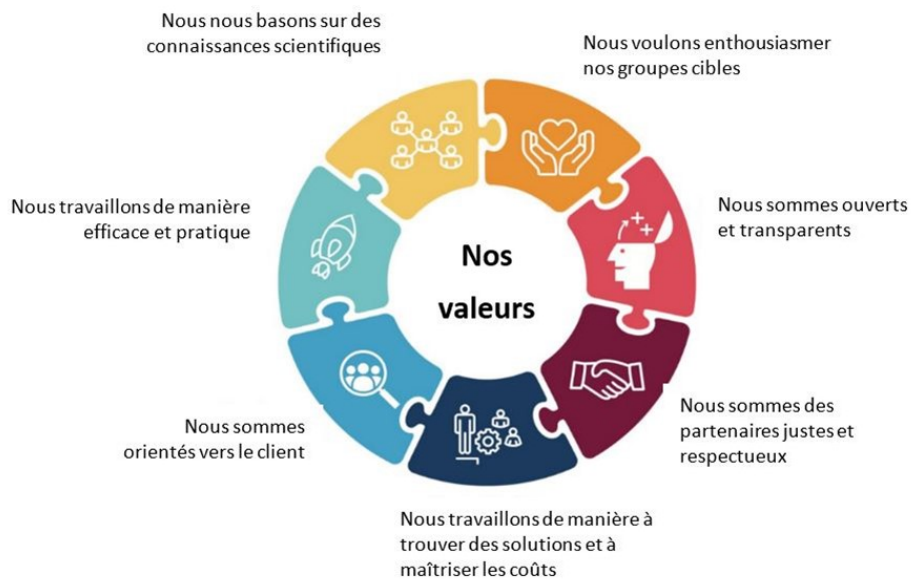 Nous nous basons sur des
connaissances scientifiques
Nous voulons enthousiasmer
nos groupes cibles
Nous travaillons de manière
efficace et pratique
Nous sommes ouverts
et transparents
Nos
valeurs
Nous sommes
orientés vers le client
Nous sommes des
partenaires justes et
respectueux
Nous travaillons de manière à
trouver des solutions et à
maîtriser les coûts